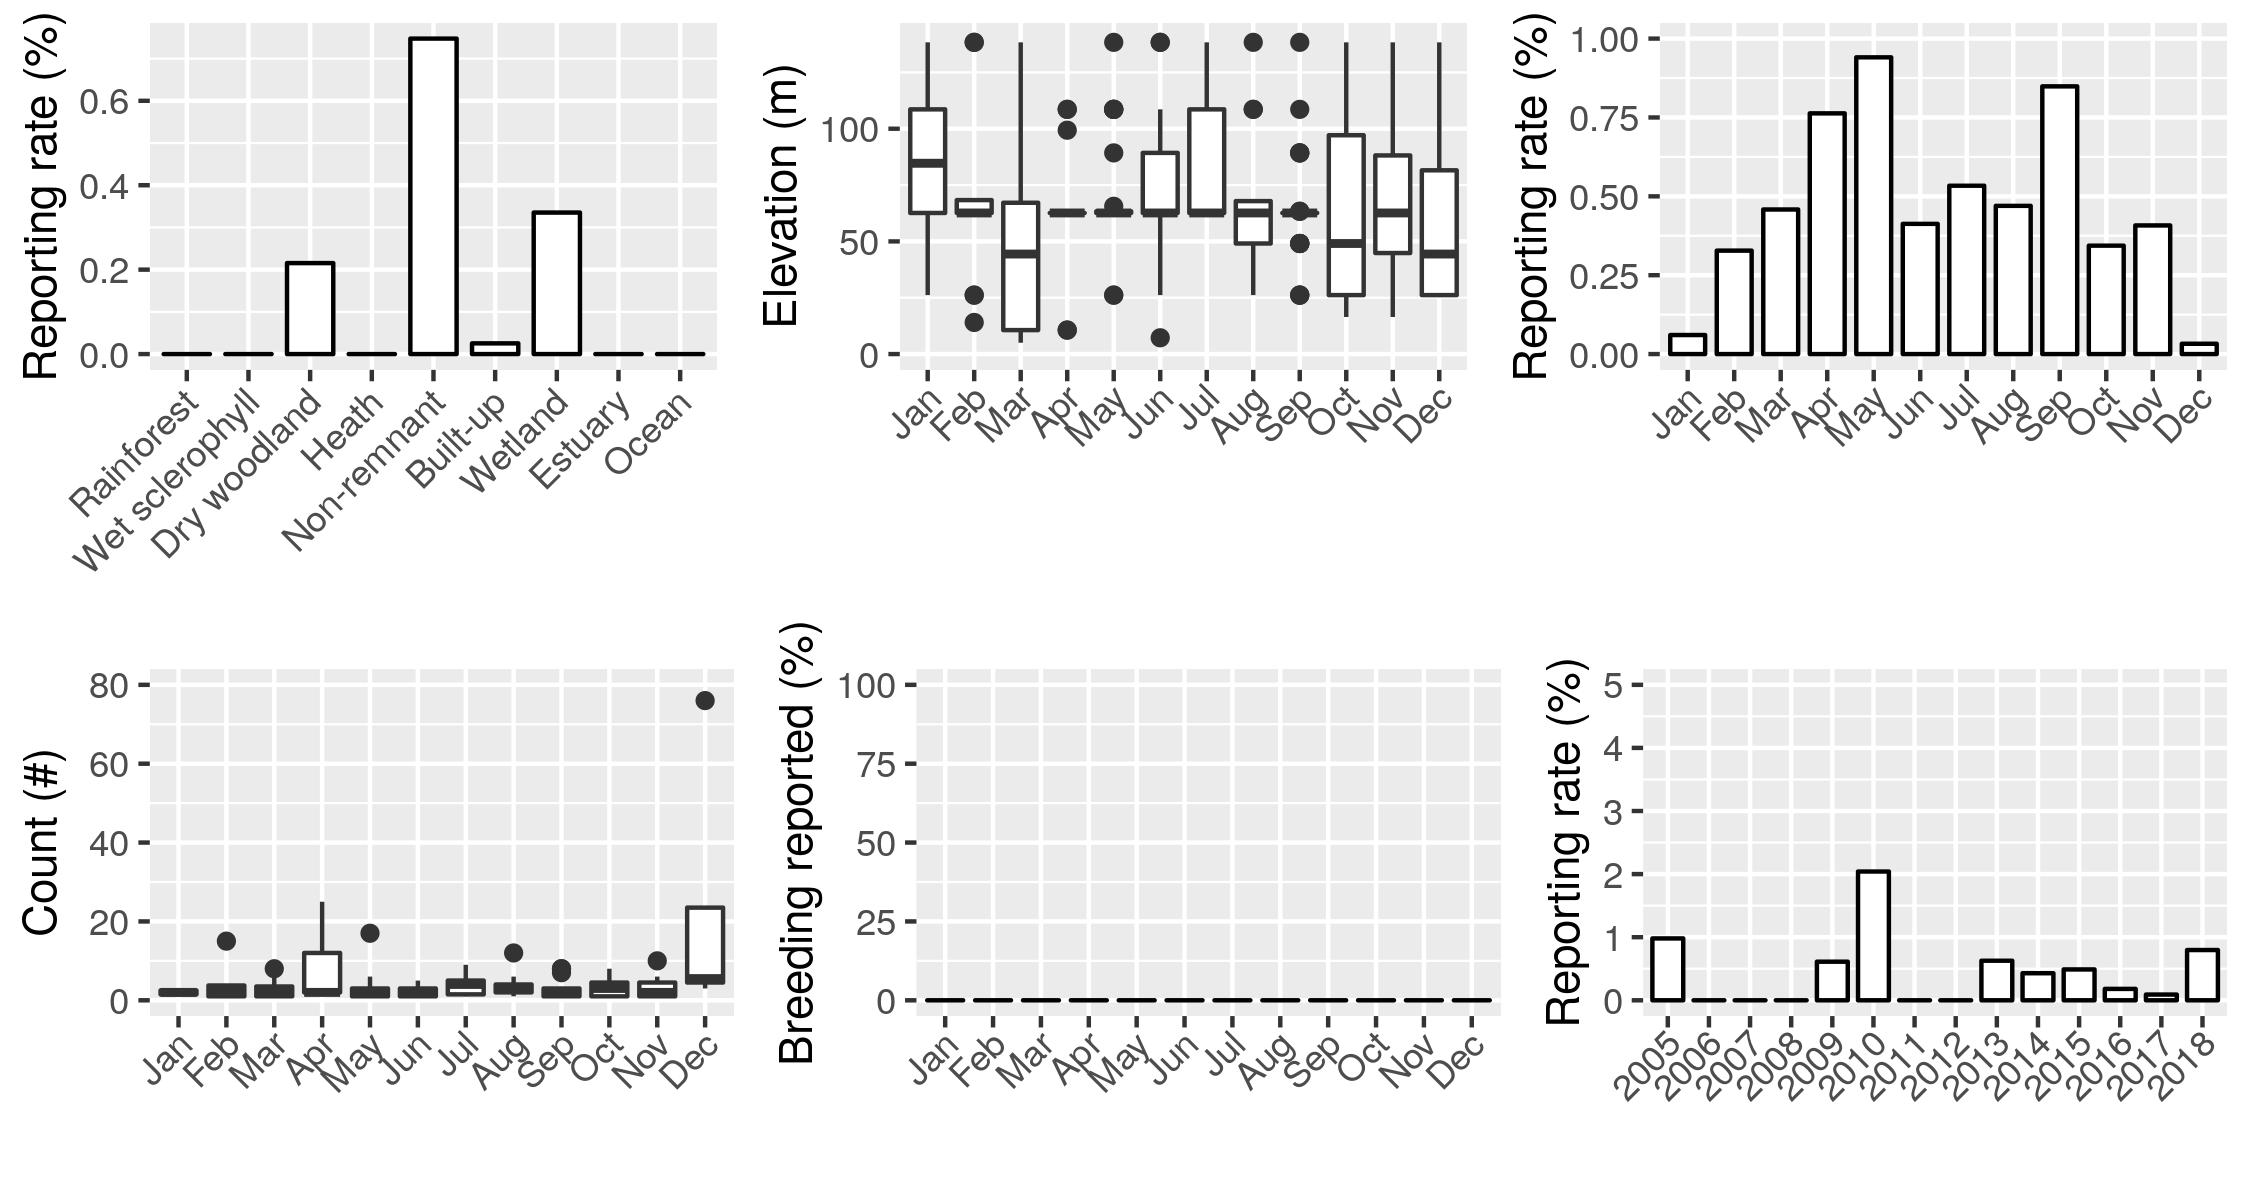 Reporting rate (%)
0.6
0.4
0.2
0.0
Rainforest
Wet sclerophyll
Dry woodland
Heath
Non-remnant
Built-up
Wetland
Estuary
Ocean
Elevation (m)
100
50
0
Jan
Feb
Mar
Apr
May
Jun
Jul
Aug
Sep
Oct
Nov
Dec
Reporting rate (%)
1.00
0.75
0.50
0.25
0.00
Jan
Feb
Mar
Apr
May
Jun
Jul
Aug
Sep
Oct
Nov
Dec
Count (#)
80
60
40
20
0
Jan
Feb
Mar
Apr
May
Jun
Jul
Aug
Sep
Oct
Nov
Dec
Breeding reported (%)
100
75
50
25
0
Jan
Feb
Mar
Apr
May
Jun
Jul
Aug
Sep
Oct
Nov
Dec
Reporting rate (%)
5
4
3
2
1
0
2005
2006
2007
2008
2009
2010
2011
2012
2013
2014
2015
2016
2017
2018